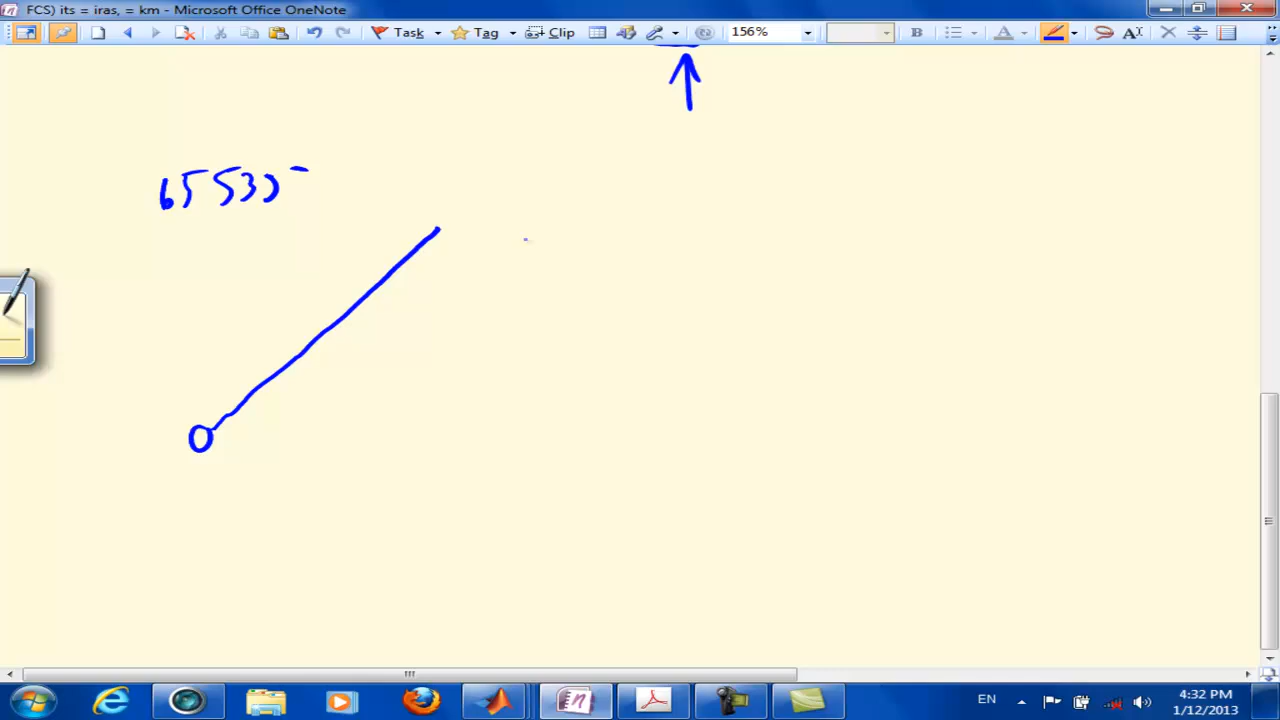 FCS) its = iras, = km - Microsoft Office OneNote
Task Tag Clip 156% B A A
65535
0
EN 4:32 PM
1/12/2013